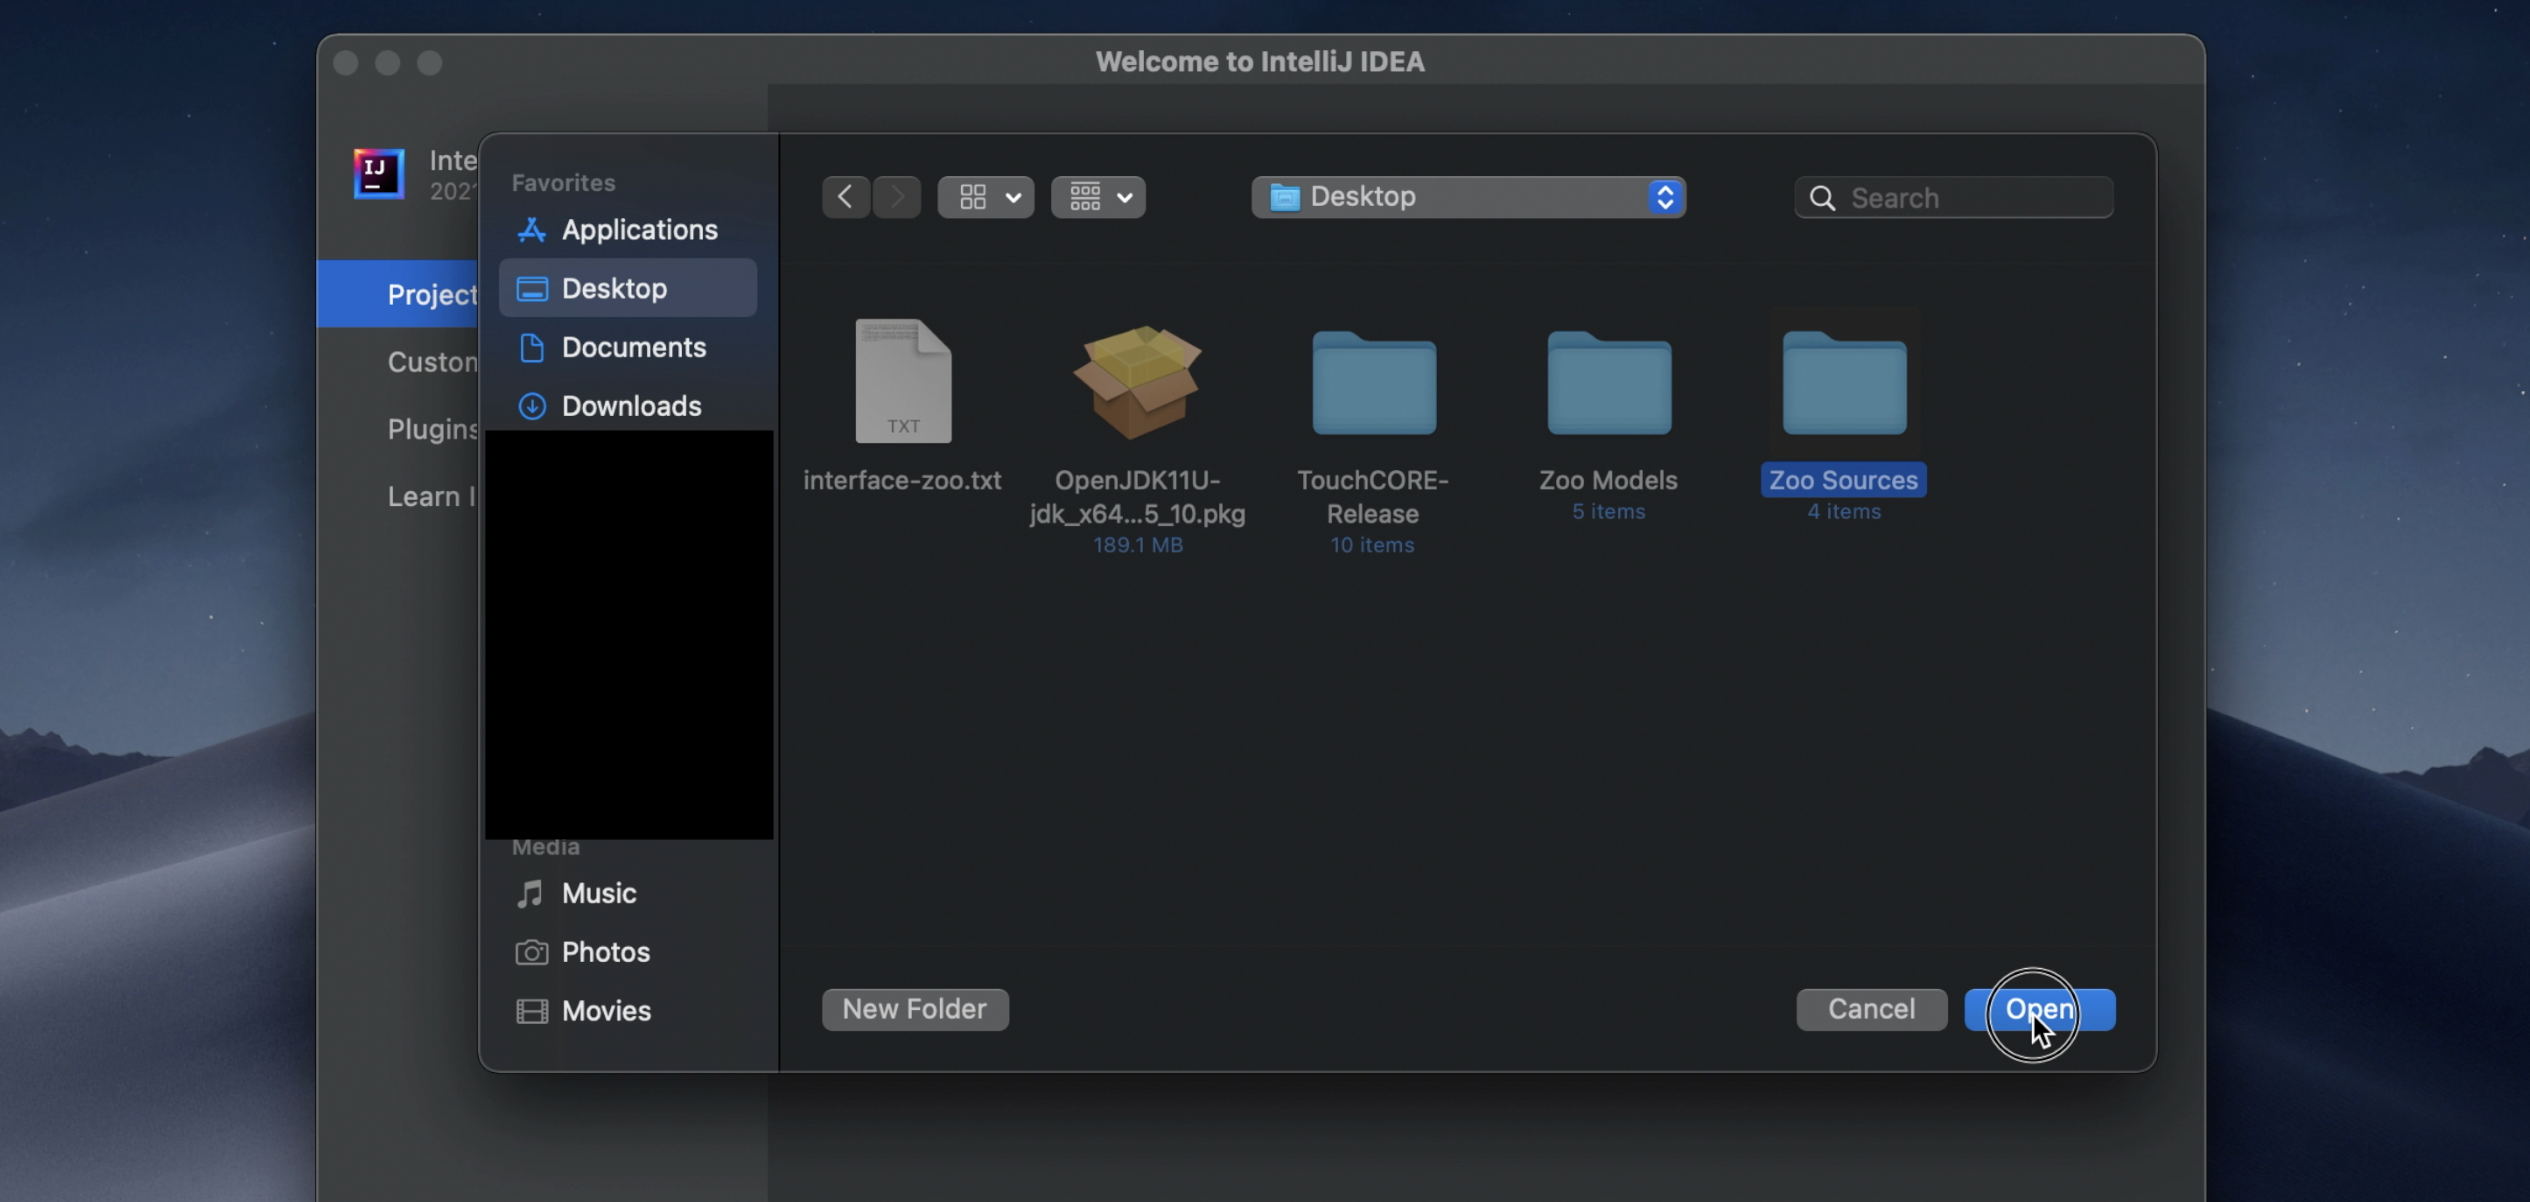 Welcome to IntelliJ IDEA
IJ
Inte
202
Project
Custon
Plugins
Learn I
Favorites
Applications
Desktop
Documents
Downloads
Media
Music
Photos
Movies
Desktop
Search
TXT
interface-zoo.txt
OpenJDK11U-
jdk_x64...5_10.pkg
189.1 MB
TouchCORE-
Release
10 items
Zoo Models
5 items
Zoo Sources
4 items
New Folder
Cancel
Open